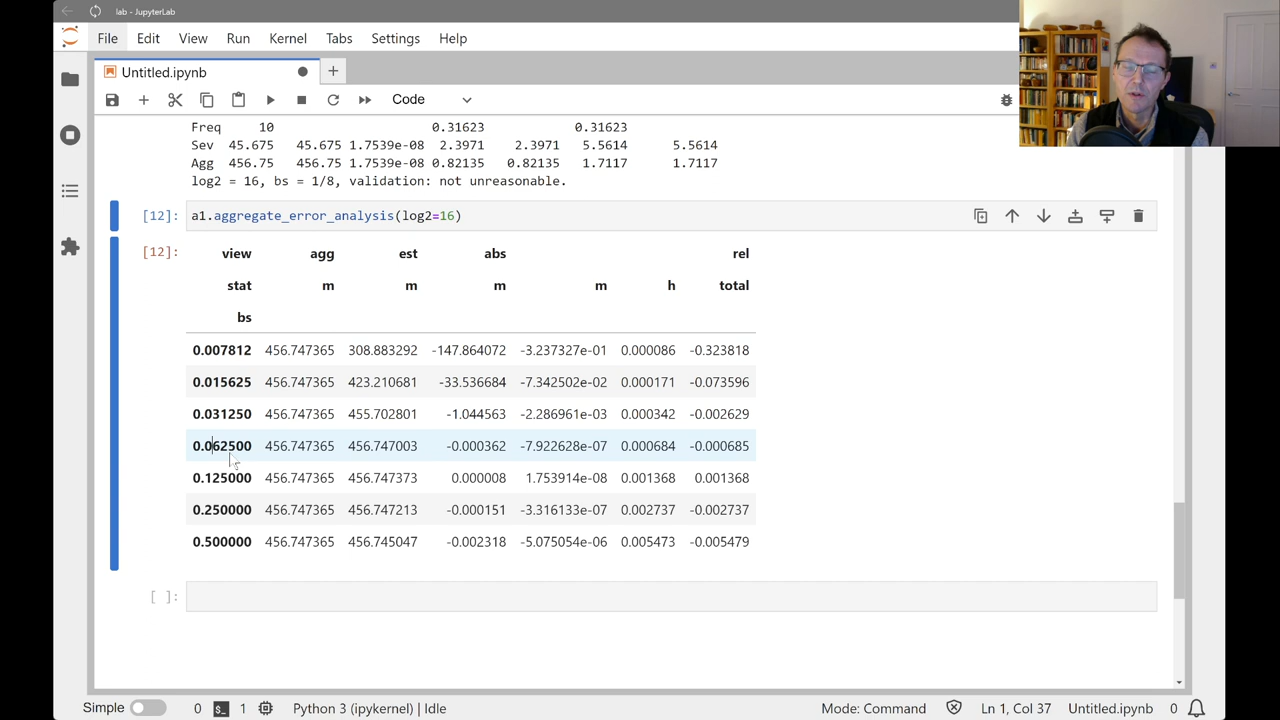 lab - JupyterLab
File Edit View Run Kernel Tabs Settings Help
Untitled.ipynb
Code
Freq 10 0.31623 0.31623
Sev 45.675 45.675 1.7539e-08 2.3971 2.3971 5.5614 5.5614
Agg 456.75 456.75 1.7539e-08 0.82135 0.82135 1.7117 1.7117
log2 = 16, bs = 1/8, validation: not unreasonable.
[12]: a1.aggregate_error_analysis(log2=16)
[12]: view agg est abs rel
stat m m m m h total
bs
0.007812 456.747365 308.883292 -147.864072 -3.237327e-01 0.000086 -0.323818
0.015625 456.747365 423.210681 -33.536684 -7.342502e-02 0.000171 -0.073596
0.031250 456.747365 455.702801 -1.044563 -2.286961e-03 0.000342 -0.002629
0.062500 456.747365 456.747003 -0.000362 -7.922628e-07 0.000684 -0.000685
0.125000 456.747365 456.747373 0.000008 1.753914e-08 0.001368 0.001368
0.250000 456.747365 456.747213 -0.000151 -3.316133e-07 0.002737 -0.002737
0.500000 456.747365 456.745047 -0.002318 -5.075054e-06 0.005473 -0.005479
[ ]:
Simple 0 $_ 1 Python 3 (ipykernel) | Idle Mode: Command Ln 1, Col 37 Untitled.ipynb 0